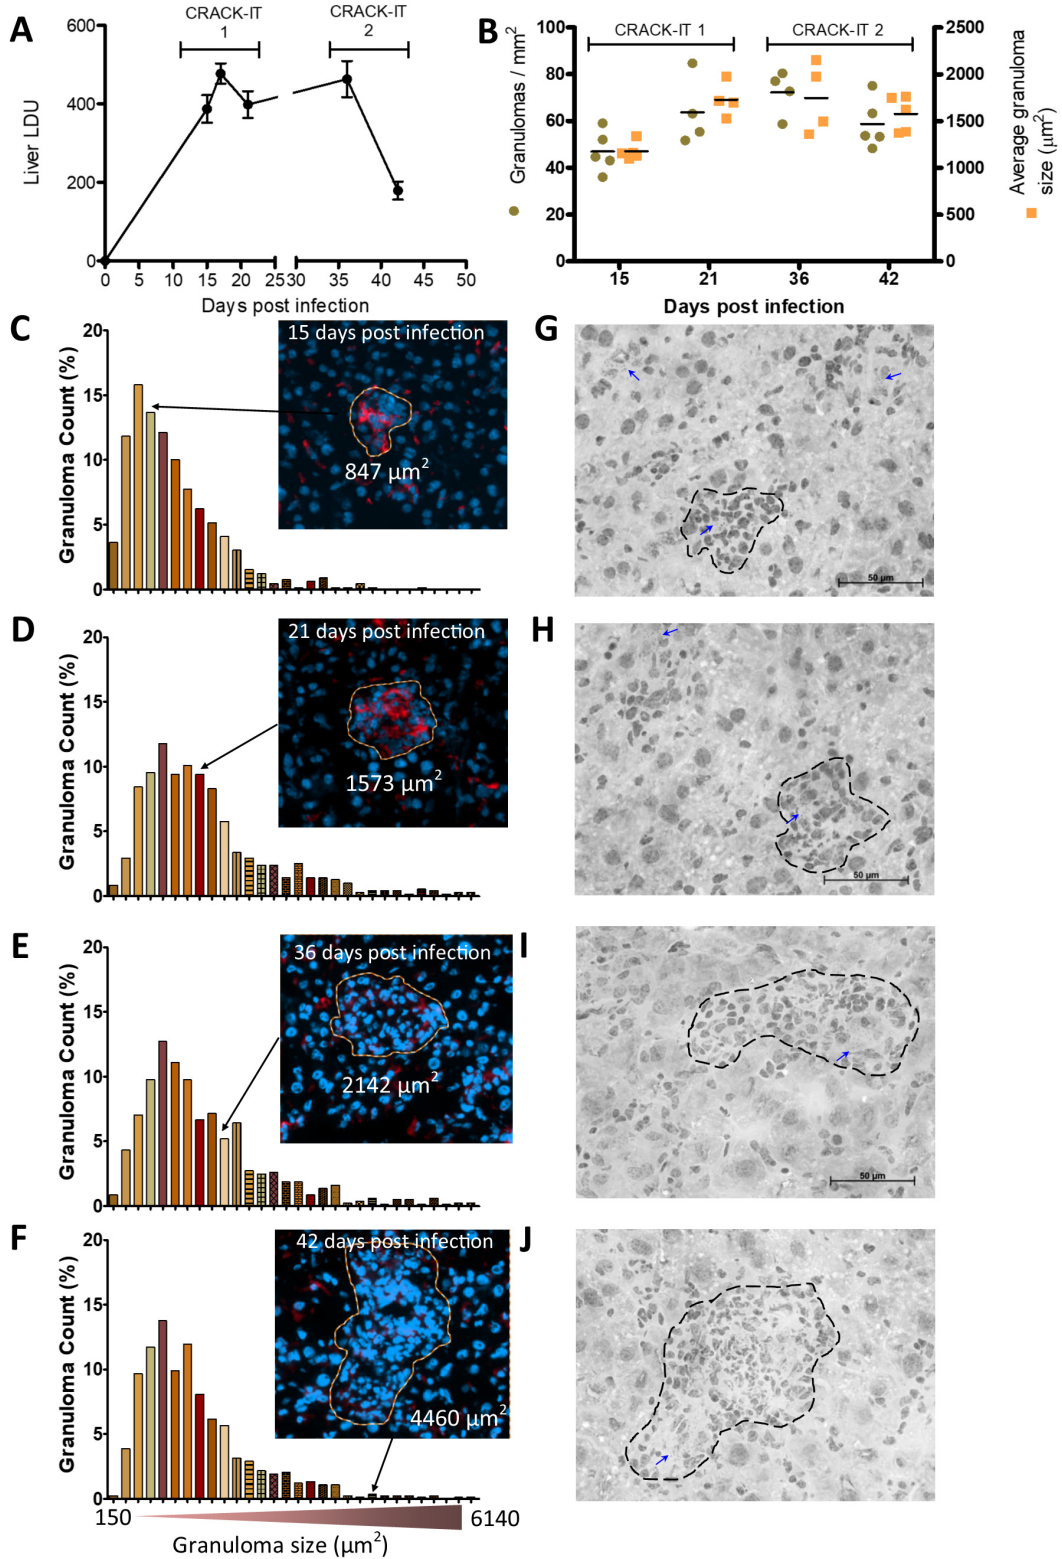 A
CRACK-IT
1
CRACK-IT
2
600
400
200
0
Liver LDU
0 5 10 15 20 25 30 35 40 45 50
Days post infection
B
CRACK-IT 1
CRACK-IT 2
100
80
60
40
20
0
Granulomas / mm²
2500
2000
1500
1000
500
0
Average granuloma
size (µm²)
15 21 36 42
Days post infection
C
20
15
10
5
0
Granuloma Count (%)
15 days post infection
847 µm²
G
50 µm
D
20
15
10
5
0
Granuloma Count (%)
21 days post infection
1573 µm²
H
50 µm
E
20
15
10
5
0
Granuloma Count (%)
36 days post infection
2142 µm²
I
50 µm
F
20
15
10
5
0
Granuloma Count (%)
42 days post infection
4460 µm²
J
150
6140
Granuloma size (µm²)